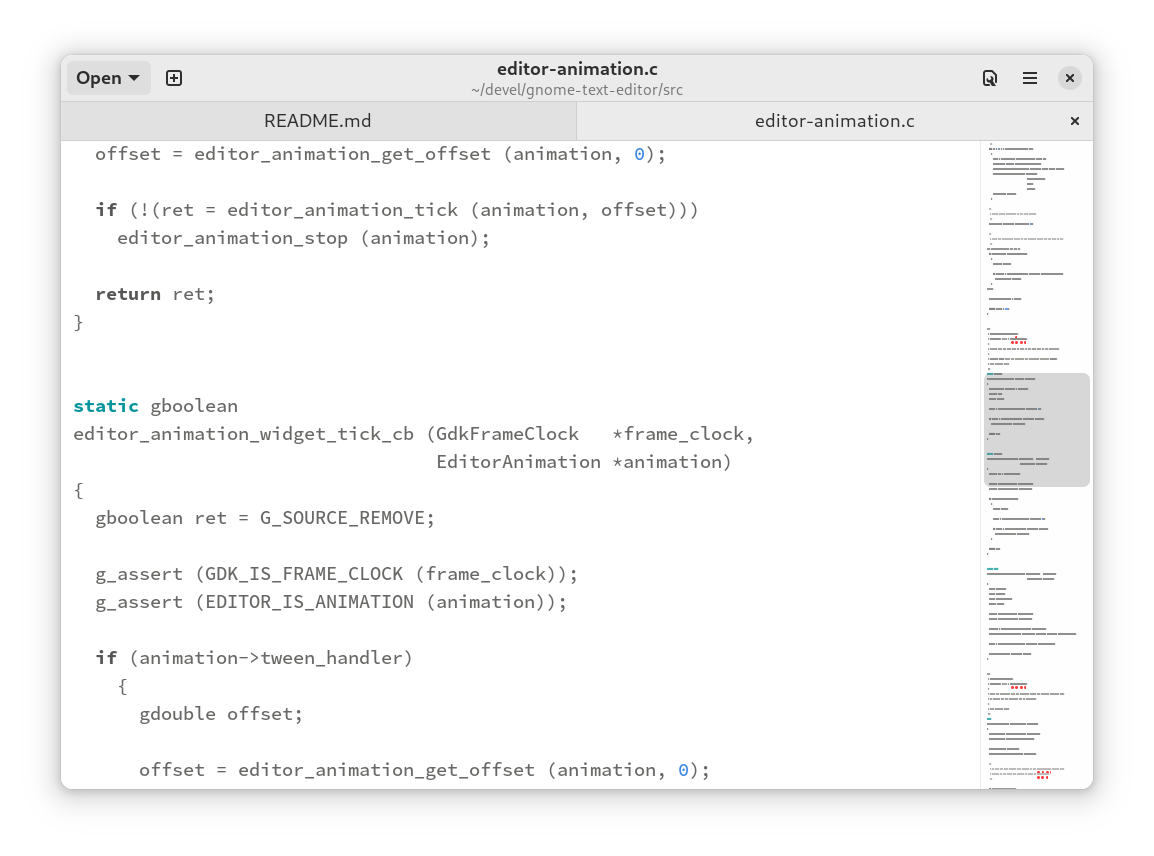 Open
editor-animation.c
~/devel/gnome-text-editor/src
README.md
editor-animation.c
  offset = editor_animation_get_offset (animation, 0);

  if (!(ret = editor_animation_tick (animation, offset)))
    editor_animation_stop (animation);

  return ret;
}


static gboolean
editor_animation_widget_tick_cb (GdkFrameClock   *frame_clock,
                                 EditorAnimation *animation)
{
  gboolean ret = G_SOURCE_REMOVE;

  g_assert (GDK_IS_FRAME_CLOCK (frame_clock));
  g_assert (EDITOR_IS_ANIMATION (animation));

  if (animation->tween_handler)
    {
      gdouble offset;

      offset = editor_animation_get_offset (animation, 0);